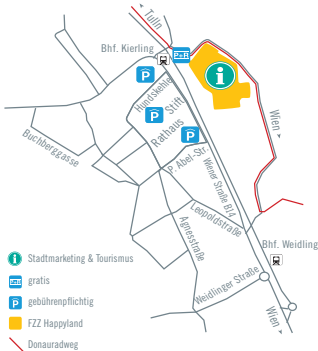 Tulln
Bhf. Kierling
P+R
P
Hundskehle
Stift
P
Rathaus
P
P. Abel-Str.
i
Wien
Buchberggasse
Wiener Straße B14
Leopoldstraße
Agnesstraße
Bhf. Weidling
Weidlinger Straße
Wien
i Stadtmarketing & Tourismus
P+R gratis
P gebührenpflichtig
FZZ Happyland
Donauradweg